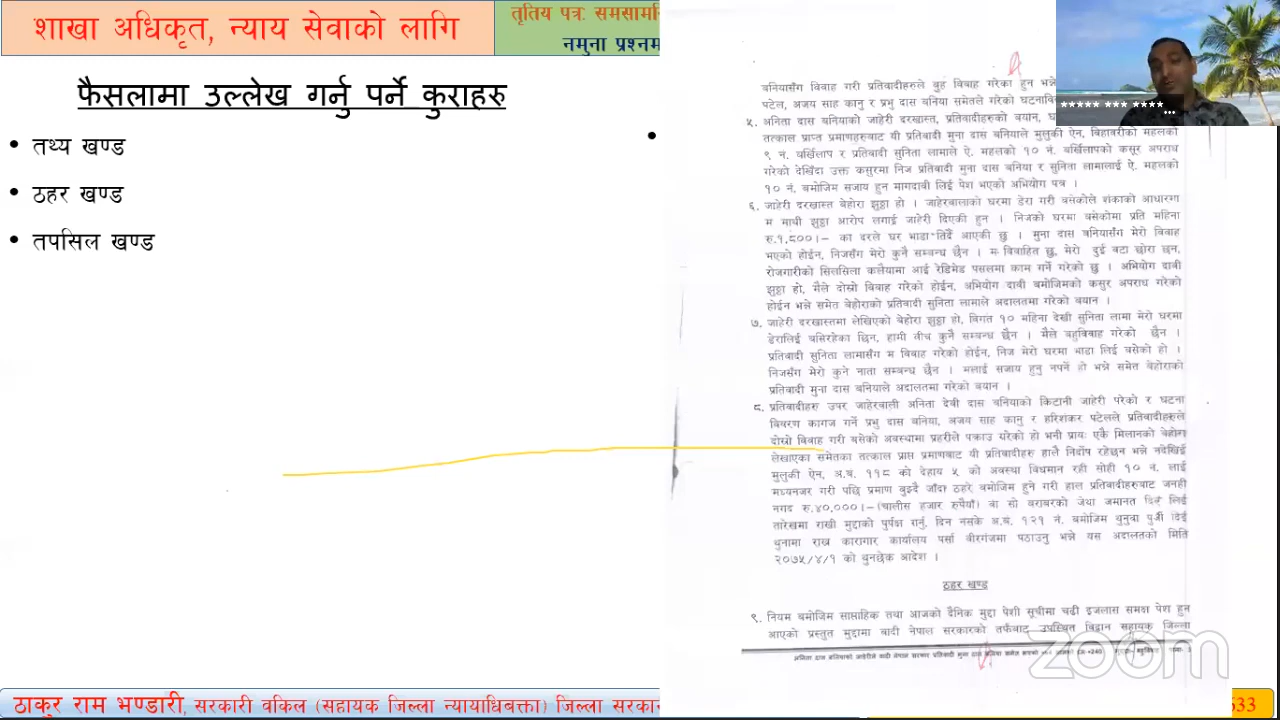 शाखा अधिकृत, न्याय सेवाको लागि
तृतिय पत्र: समसामयि
नमुना प्रश्नम
फैसलामा उल्लेख गर्नु पर्ने कुराहरु
• तथ्य खण्ड
• ठहर खण्ड
• तपसिल खण्ड
•
बनियासँग विवाह गरी प्रतिवादीहरुले बहु विवाह गरेका हुन भन्ने
पटेल, अजय साह कानु र प्रभु दास बनिया समेतले गरेको
५. अनिता दास बनियाको जाहेरी दरखास्त, प्रतिवादीहरुको बयान,
तत्काल प्राप्त प्रमाणहरुबाट यी प्रतिवादी मुना दास बनियाले मुलुकी ऐन, बिहावरीको महलको
९ नं. बर्खिलाप र प्रतिवादी सुनिता लामाले ऐ. महलको १० नं. बर्खिलापको कसूर अपराध
गरेको देखिँदा उक्त कसुरमा निज प्रतिवादी मुना दास बनिया र सुनिता लामालाई ऐ. महलको
१० नं. बमोजिम सजाय हुन मागदावी लिई पेश भएको अभियोग पत्र ।
६. जाहेरी दरखास्त बेहोरा झुठ्ठा हो । जाहेरवालाको घरमा डेरा गरी बसेकोले शंकाको आधारमा
म माथी झुठ्ठा आरोप लगाई जाहेरी दिएकी हुन । निजको घरमा बसेकोमा प्रति महिना
रु.१,८००।- का दरले घर भाडा तिर्दै आएकी छु । मुना दास बनियासँग मेरो विवाह
भएको होईन, निजसँग मेरो कुनै सम्बन्ध छैन । म विवाहित छु, मेरो दुई वटा छोरा छन,
रोजगारीको सिलसिला कलैयामा आई रेडिमेड पसलमा काम गर्ने गरेको छु । अभियोग दावी
झुठ्ठा हो, मैले दोस्रो विवाह गरेको होईन, अभियोग दावी बमोजिमको कसुर अपराध गरेको
होईन भन्ने समेत बेहोराको प्रतिवादी सुनिता लामाले अदालतमा गरेको बयान ।
७. जाहेरी दरखास्तमा लेखिएको बेहोरा झुठ्ठा हो, विगत १० महिना देखी सुनिता लामा मेरो घरमा
डेरालिई बसिरहेका छिन, हामी वीच कुनै सम्बन्ध छैन । मैले बहुविवाह गरेको छैन ।
प्रतिवादी सुनिता लामासँग म विवाह गरेको होईन, निज मेरो घरमा भाडा लिई बसेको हो ।
निजसँग मेरो कुनै नाता सम्बन्ध छैन । मलाई सजाय हुनु नपर्ने हो भन्ने समेत बेहोराको
प्रतिवादी मुना दास बनियाले अदालतमा गरेको बयान ।
८. प्रतिवादीहरु उपर जाहेरवाली अनिता देवी दास बनियाको किटानी जाहेरी परेको र घटना
विवरण कागज गर्ने प्रभु दास बनिया, अजय साह कानु र हरिशंकर पटेलले प्रतिवादीहरुले
दोस्रो विवाह गरी बसेको अवस्थामा प्रहरीले पक्राउ गरेको हो भनी प्रायः एकै मिलानको बेहोरा
लेखाएका समेतका तत्काल प्राप्त प्रमाणबाट यी प्रतिवादीहरु हालै निर्दोष रहेछन भन्ने नदेखिई
मुलुकी ऐन, अ.बं. ११८ को देहाय ५ को अवस्था विद्यमान रही सोही १० नं. लाई
मध्यनजर गरी पछि प्रमाण बुझ्दै जाँदा ठहरे बमोजिम हुने गरी हाल प्रतिवादीहरुबाट जनही
नगद रु.४०,०००।-(चालीस हजार रुपैयाँ) वा सो बराबरको जेथा जमानत दिए लिई
तारेखमा राखी मुद्दाको पुर्पक्ष गर्नु, दिन नसके अ.बं. १२१ नं. बमोजिम थुनुवा पुर्जी दिई
थुनामा राख्न कारागार कार्यालय पर्सा वीरगंजमा पठाउनु भन्ने यस अदालतको मिति
२०७५/४/१ को थुनछेक आदेश ।
ठहर खण्ड
९. नियम बमोजिम साप्ताहिक तथा आजको दैनिक मुद्दा पेशी सूचीमा चढी इजलास समक्ष पेश हुन
आएको प्रस्तुत मुद्दामा वादी नेपाल सरकारको तर्फबाट उपस्थित विद्वान सहायक जिल्ला
zoom
ठाकुर राम भण्डारी, सरकारी वकिल (सहायक जिल्ला न्यायाधिवक्ता) जिल्ला सरकार
533